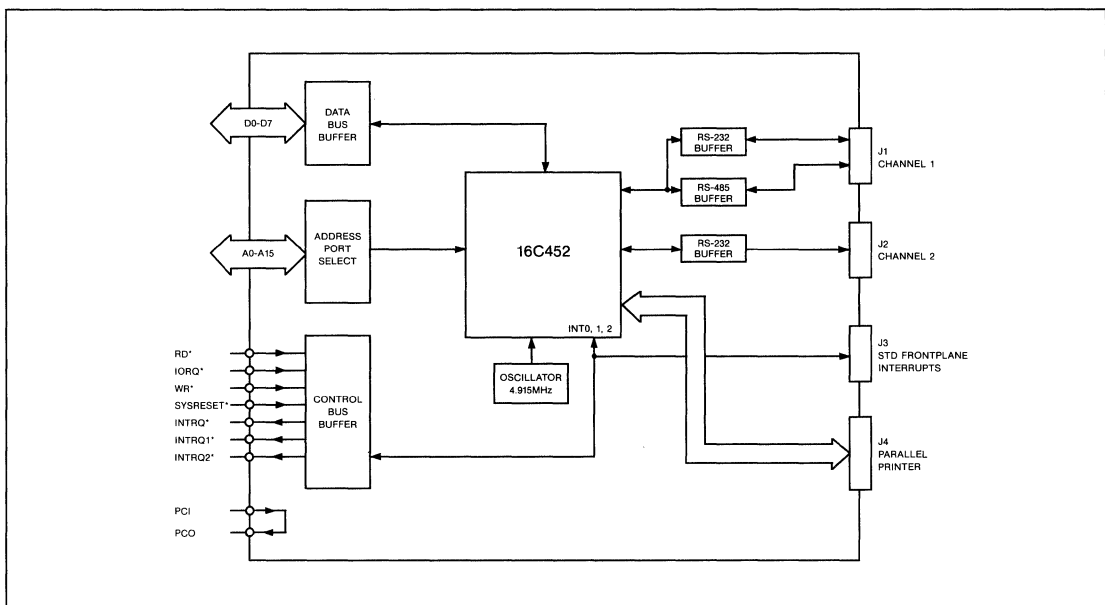 D0-D7
DATA
BUS
BUFFER
A0-A15
ADDRESS
PORT
SELECT
RD*
IORQ*
WR*
SYSRESET*
INTRQ*
INTRQ1*
INTRQ2*
CONTROL
BUS
BUFFER
PCI
PCO
16C452
INT0, 1, 2
OSCILLATOR
4.915MHz
RS-232
BUFFER
RS-485
BUFFER
RS-232
BUFFER
J1
CHANNEL 1
J2
CHANNEL 2
J3
STD FRONTPLANE
INTERRUPTS
J4
PARALLEL
PRINTER